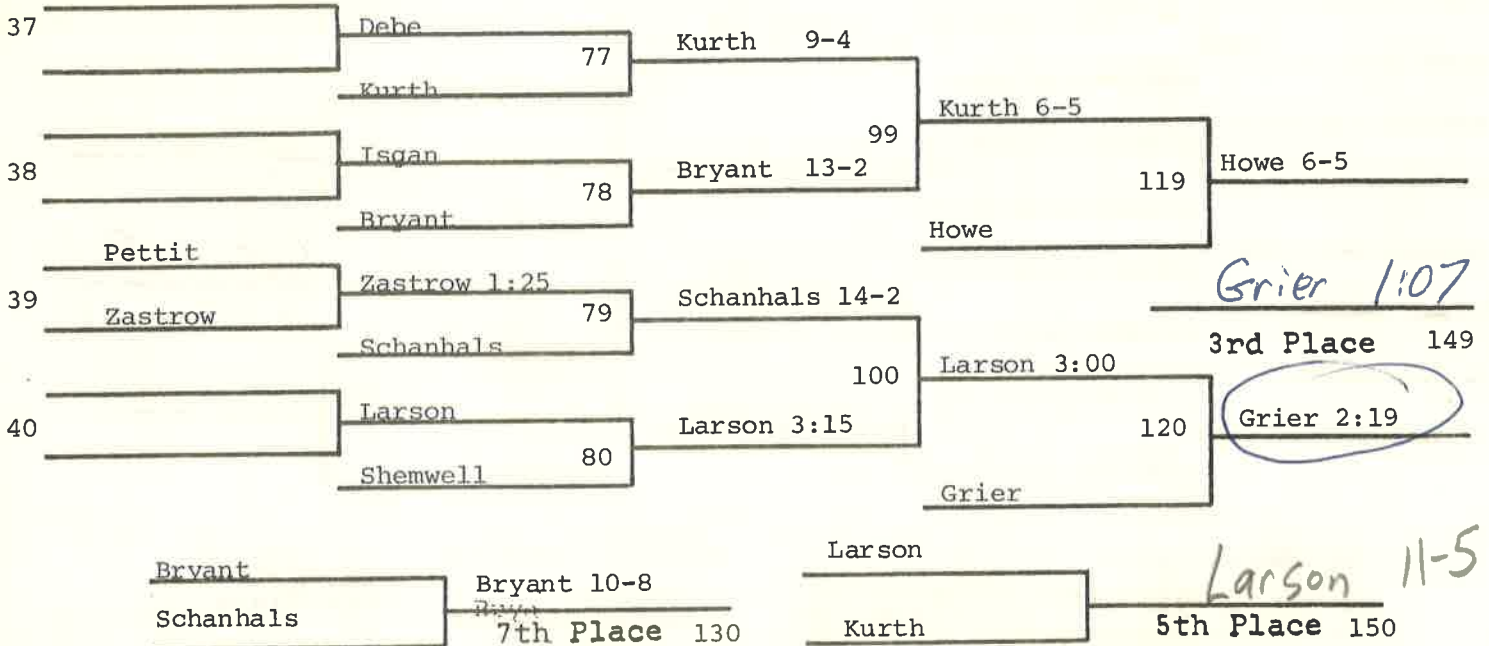 37
Debe
77
Kurth 9-4
Kurth
99
Kurth 6-5
38
Isgan
78
Bryant 13-2
119
Howe 6-5
Bryant
Howe
Pettit
39
Zastrow 1:25
79
Schanhals 14-2
Grier 1:07
Zastrow
Schanhals
3rd Place 149
100
Larson 3:00
40
Larson
80
Larson 3:15
120
Grier 2:19
Shemwell
Grier
Bryant
Bryant 10-8
Schanhals
7th Place 130
Larson
Larson 11-5
Kurth
5th Place 150